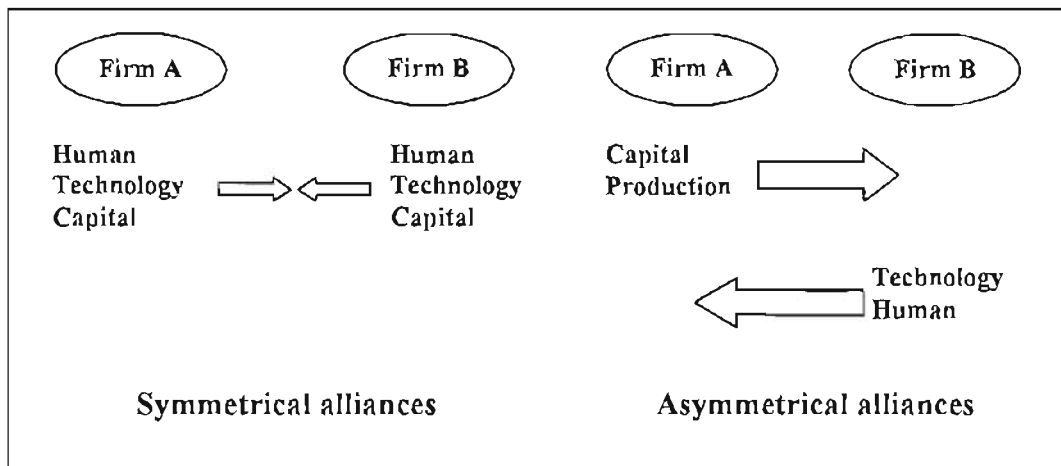 Firm A
Firm B
Human
Technology
Capital
Human
Technology
Capital
Symmetrical alliances
Firm A
Firm B
Capital
Production
Technology
Human
Asymmetrical alliances